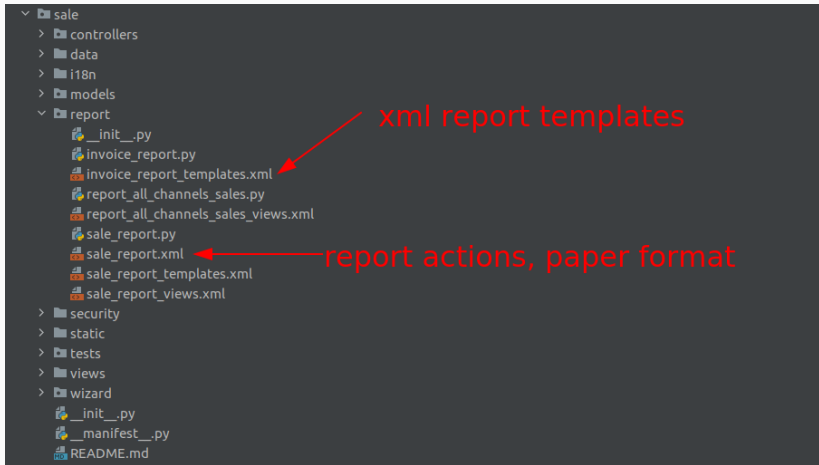 sale
controllers
data
i18n
models
report
xml report templates
__init__.py
invoice_report.py
invoice_report_templates.xml
report_all_channels_sales.py
report_all_channels_sales_views.xml
sale_report.py
sale_report.xml
report actions, paper format
sale_report_templates.xml
sale_report_views.xml
security
static
tests
views
wizard
__init__.py
__manifest__.py
README.md